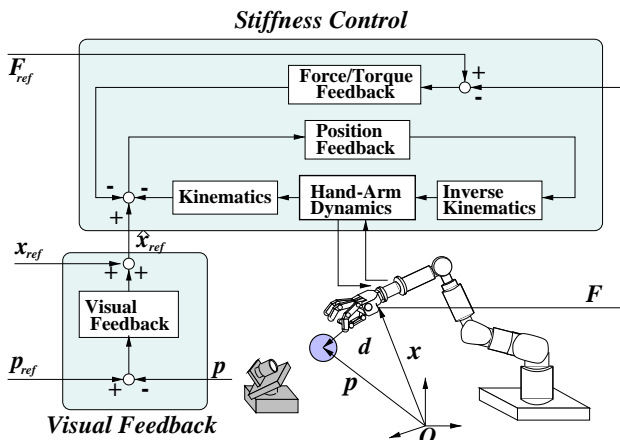 Stiffness Control
F_ref
Force/Torque
Feedback
+
-
Position
Feedback
-
-
+
Kinematics
Hand-Arm
Dynamics
Inverse
Kinematics
x̂_ref
x_ref
+
+
Visual
Feedback
p_ref
+
-
p
Visual Feedback
F
d
x
p
O